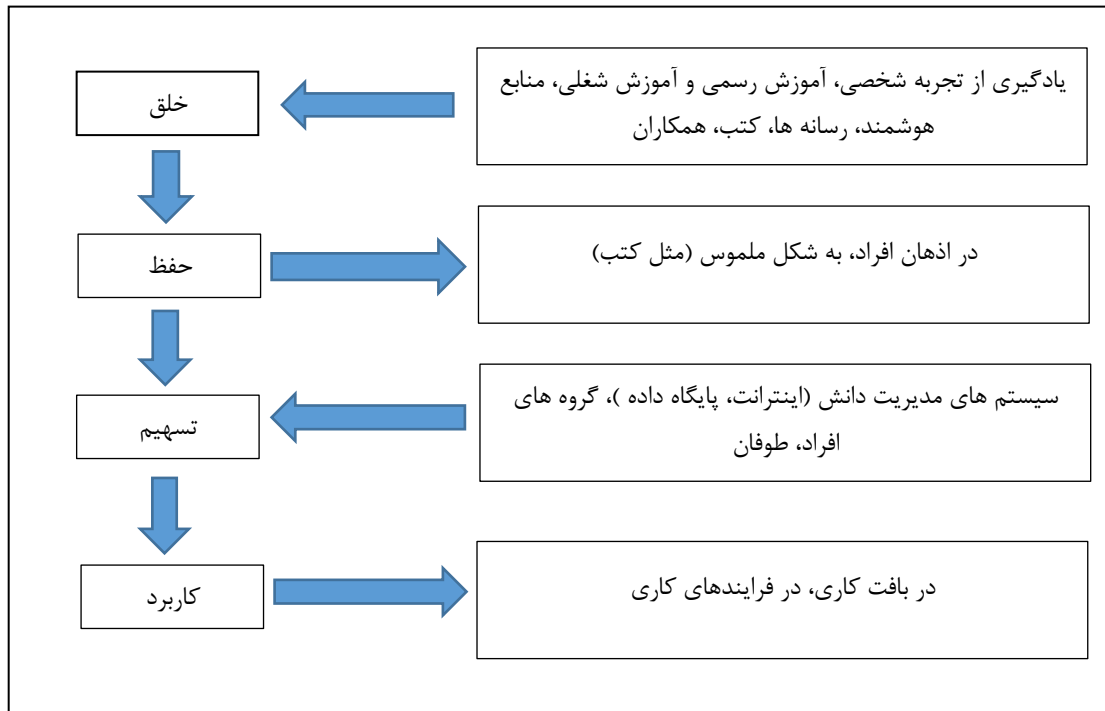 خلق
یادگیری از تجربه شخصی، آموزش رسمی و آموزش شغلی، منابع
هوشمند، رسانه ها، کتب، همکاران
حفظ
در اذهان افراد، به شکل ملموس (مثل کتب)
تسهیم
سیستم های مدیریت دانش (اینترانت، پایگاه داده )، گروه های
افراد، طوفان
کاربرد
در بافت کاری، در فرایندهای کاری